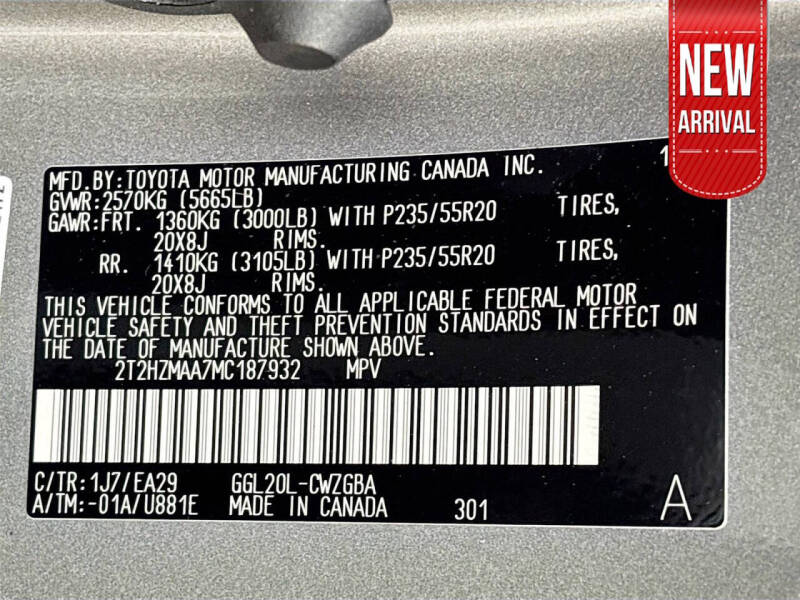 NEW
ARRIVAL
MFD.BY:TOYOTA MOTOR MANUFACTURING CANADA INC.
GVWR:2570KG (5665LB)
GAWR:FRT. 1360KG (3000LB) WITH P235/55R20 TIRES,
20X8J RIMS.
RR. 1410KG (3105LB) WITH P235/55R20 TIRES,
20X8J RIMS.
THIS VEHICLE CONFORMS TO ALL APPLICABLE FEDERAL MOTOR
VEHICLE SAFETY AND THEFT PREVENTION STANDARDS IN EFFECT ON
THE DATE OF MANUFACTURE SHOWN ABOVE.
2T2HZMAA7MC187932 MPV
C/TR:1J7/EA29 GGL20L-CWZGBA
A/TM:-01A/U881E MADE IN CANADA 301 A